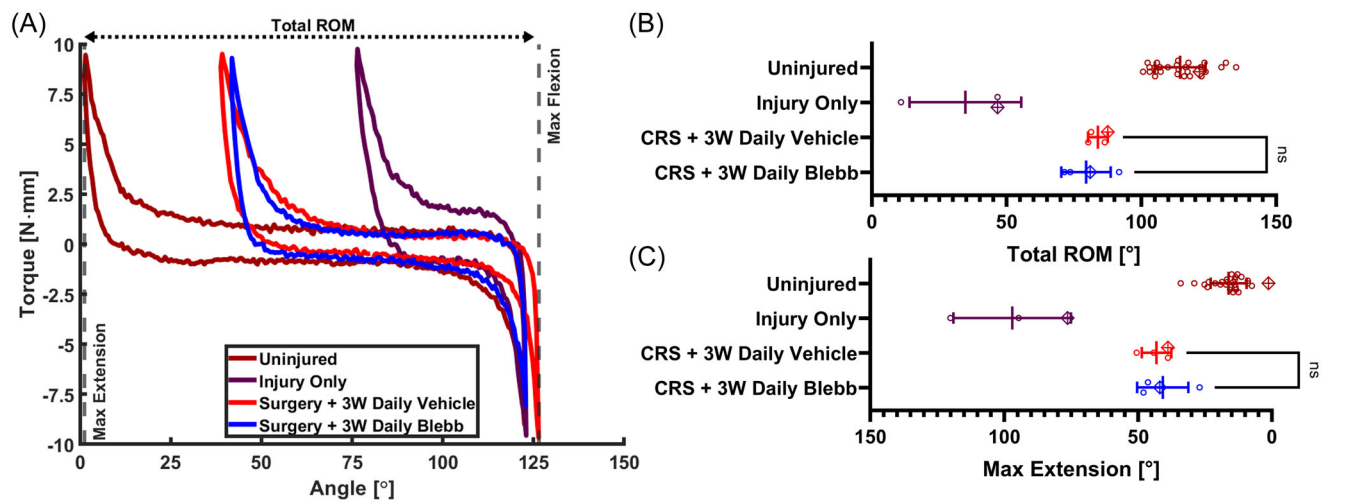 (A)
Total ROM
10
7.5
5
2.5
0
-2.5
-5
-7.5
-10
Torque [N·mm]
Max Extension
Max Flexion
Uninjured
Injury Only
Surgery + 3W Daily Vehicle
Surgery + 3W Daily Blebb
0 25 50 75 100 125 150
Angle [°]
(B)
Uninjured
Injury Only
CRS + 3W Daily Vehicle
CRS + 3W Daily Blebb
ns
0 50 100 150
Total ROM [°]
(C)
Uninjured
Injury Only
CRS + 3W Daily Vehicle
CRS + 3W Daily Blebb
ns
150 100 50 0
Max Extension [°]